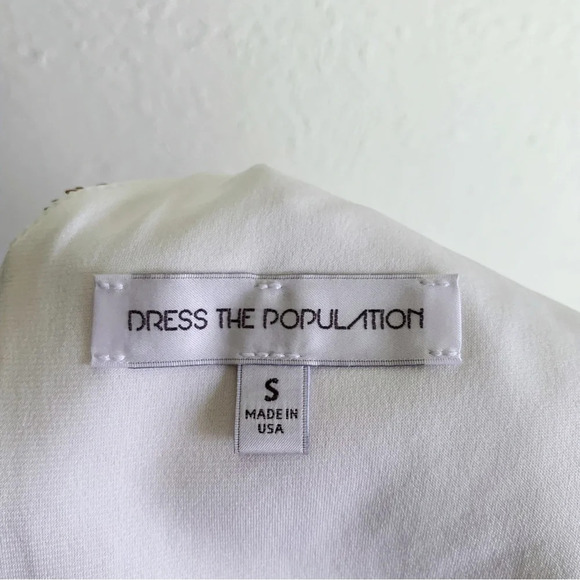 DRESS THE POPULATION
S
MADE IN
USA